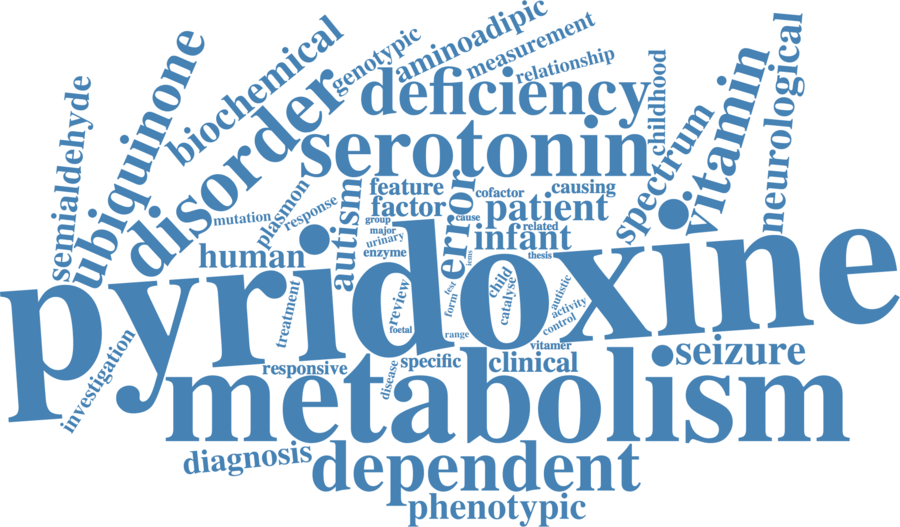 genotypic
aminoadipic
measurement
relationship
biochemical
ubiquinone
semialdehyde
disorder
deficiency
serotonin
childhood
spectrum
vitamin
neurological
mutation
plasmon
response
autism
feature
factor
group
major
urinary
enzyme
error
cofactor
causing
cause
patient
related
infant
thesis
human
pyridoxine
treatment
review
foetal
form
test
iems
child
catalyse
autistic
activity
control
range
vitamer
investigation
responsive
disease
specific
clinical
seizure
metabolism
diagnosis
dependent
phenotypic